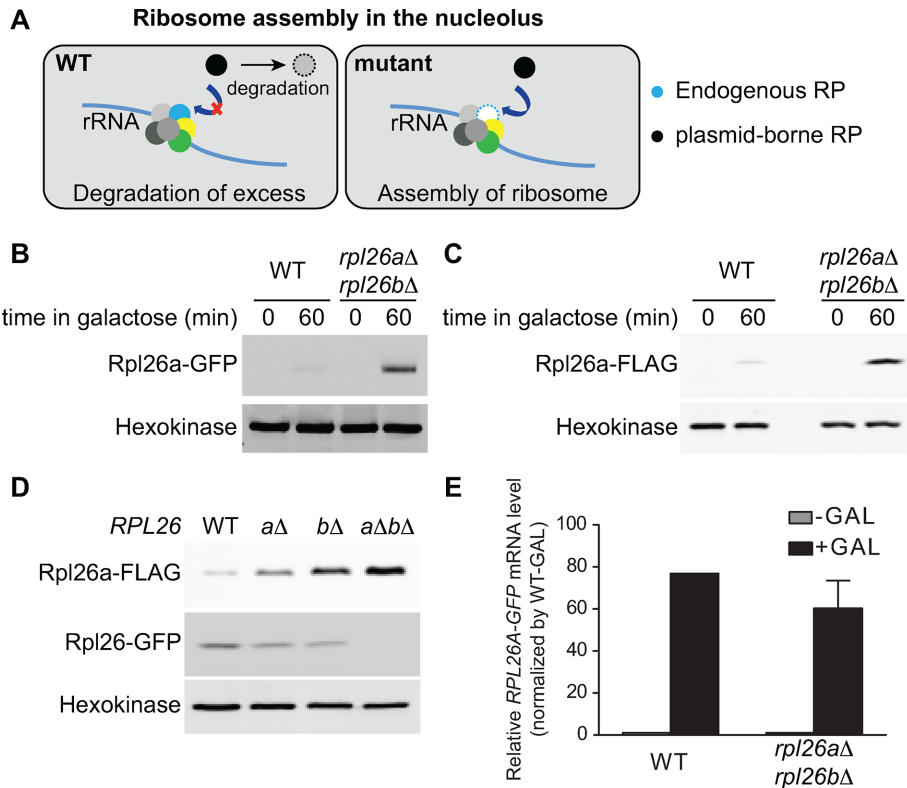 A
Ribosome assembly in the nucleolus
WT
degradation
rRNA
Degradation of excess
mutant
rRNA
Assembly of ribosome
Endogenous RP
plasmid-borne RP
B
WT
rpl26aΔ
rpl26bΔ
time in galactose (min)
0 60 0 60
Rpl26a-GFP
Hexokinase
C
WT
rpl26aΔ
rpl26bΔ
time in galactose (min)
0 60 0 60
Rpl26a-FLAG
Hexokinase
D
RPL26 WT aΔ bΔ aΔbΔ
Rpl26a-FLAG
Rpl26-GFP
Hexokinase
E
Relative RPL26A-GFP mRNA level
(normalized by WT-GAL)
100
80
60
40
20
0
-GAL
+GAL
WT
rpl26aΔ
rpl26bΔ